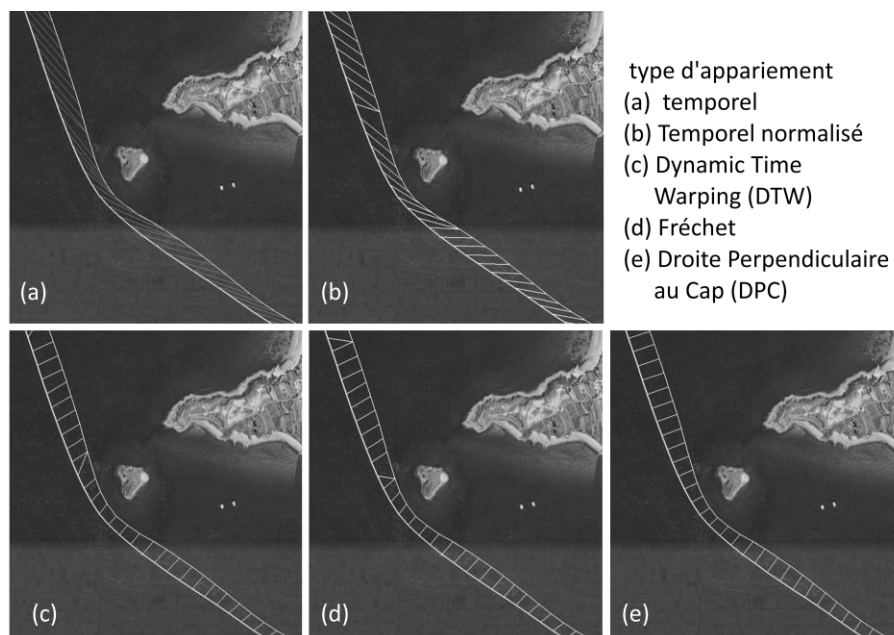 type d'appariement
(a) temporel
(b) Temporel normalisé
(c) Dynamic Time
Warping (DTW)
(d) Fréchet
(e) Droite Perpendiculaire
au Cap (DPC)
(a)
(b)
(c)
(d)
(e)